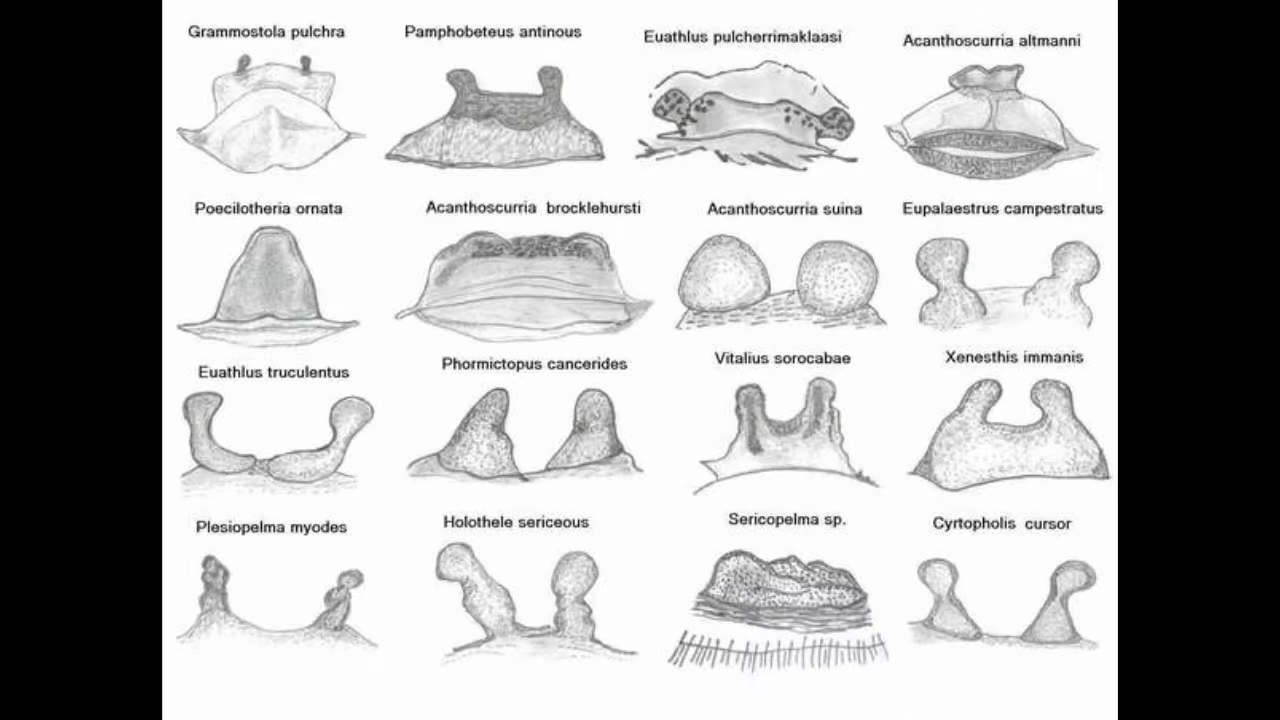 Grammostola pulchra
Pamphobeteus antinous
Euathlus pulcherrimaklaasi
Acanthoscurria altmanni
Poecilotheria ornata
Acanthoscurria brocklehursti
Acanthoscurria suina
Eupalaestrus campestratus
Euathlus truculentus
Phormictopus cancerides
Vitalius sorocabae
Xenesthis immanis
Plesiopelma myodes
Holothele sericeous
Sericopelma sp.
Cyrtopholis cursor